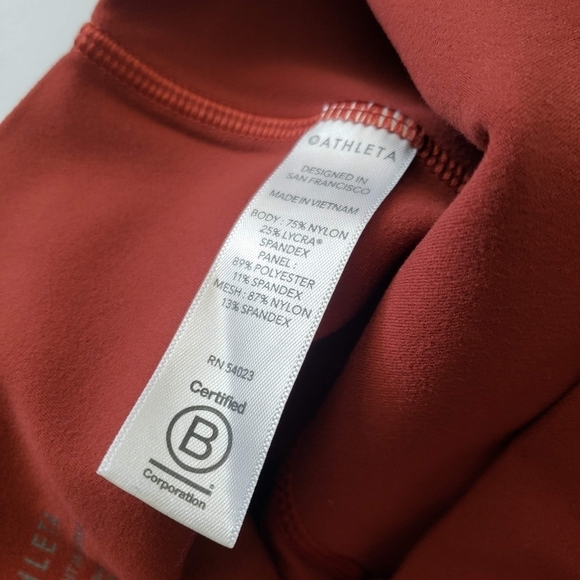 ATHLETA
DESIGNED IN
SAN FRANCISCO
MADE IN VIETNAM
BODY : 75% NYLON
25% LYCRA®
SPANDEX
PANEL :
89% POLYESTER
11% SPANDEX
MESH : 87% NYLON
13% SPANDEX
RN 54023
Certified
B
Corporation